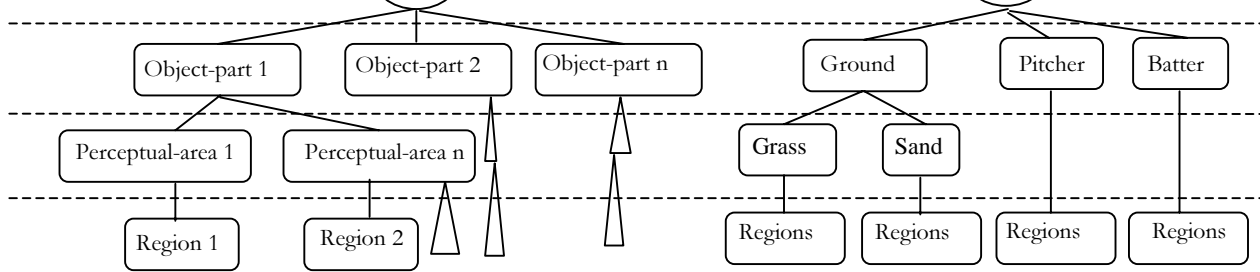 Object-part 1
Object-part 2
Object-part n
Ground
Pitcher
Batter
Perceptual-area 1
Perceptual-area n
Grass
Sand
Region 1
Region 2
Regions
Regions
Regions
Regions